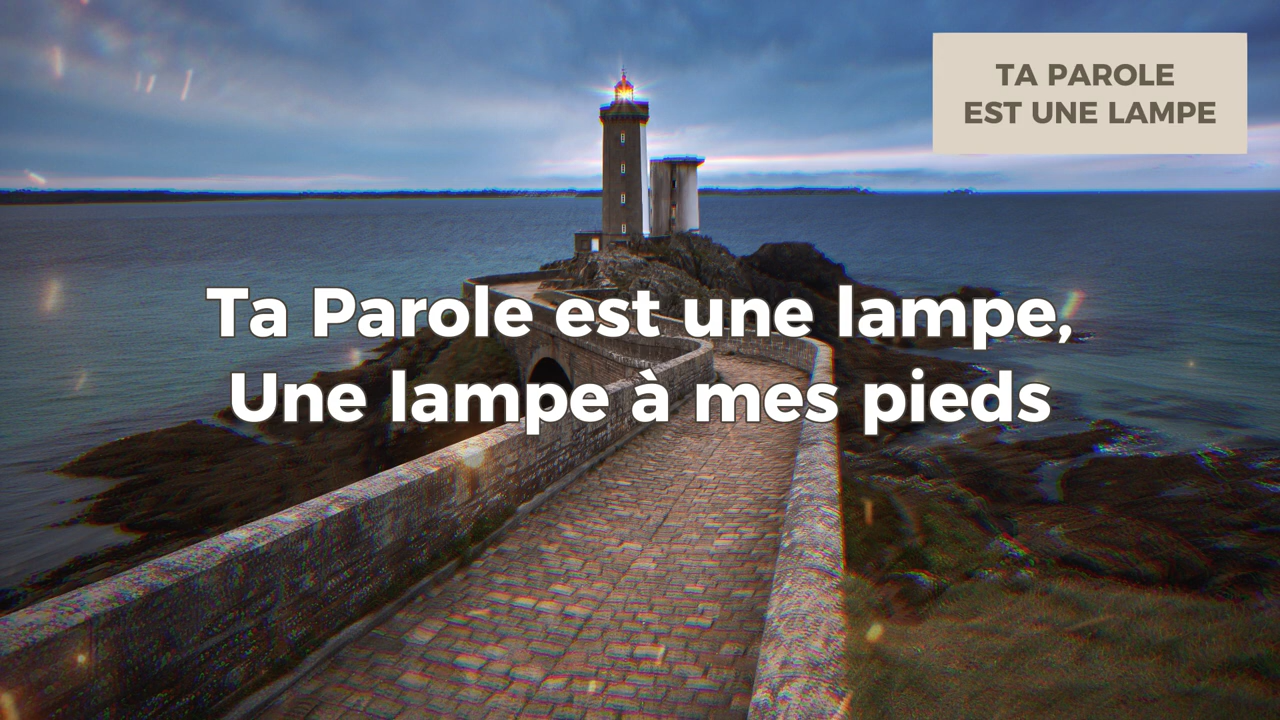 TA PAROLE
EST UNE LAMPE
Ta Parole est une lampe,
Une lampe à mes pieds